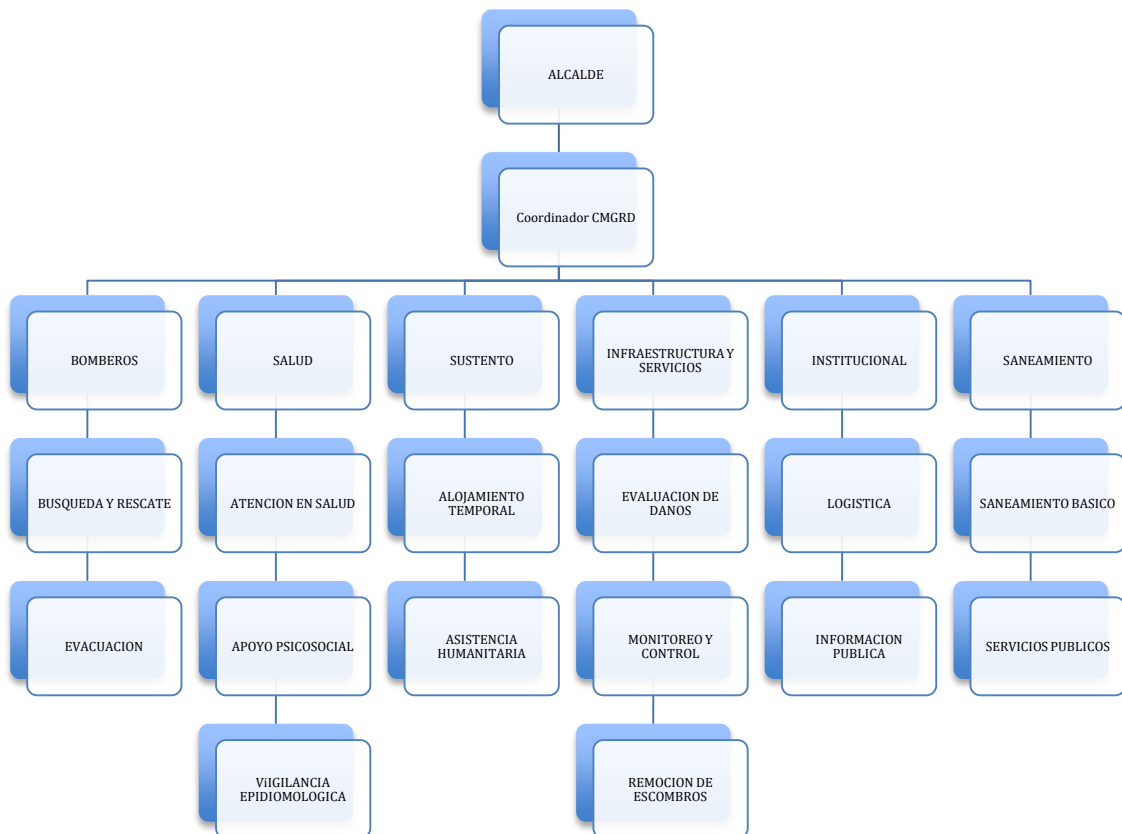 ALCALDE
Coordinador CMGRD
BOMBEROS
SALUD
SUSTENTO
INFRAESTRUCTURA Y
SERVICIOS
INSTITUCIONAL
SANEAMIENTO
BUSQUEDA Y RESCATE
ATENCION EN SALUD
ALOJAMIENTO
TEMPORAL
EVALUACION DE
DANOS
LOGISTICA
SANEAMIENTO BASICO
EVACUACION
APOYO PSICOSOCIAL
ASISTENCIA
HUMANITARIA
MONITOREO Y
CONTROL
INFORMACION
PUBLICA
SERVICIOS PUBLICOS
ViIGILANCIA
EPIDIOMOLOGICA
REMOCION DE
ESCOMBROS